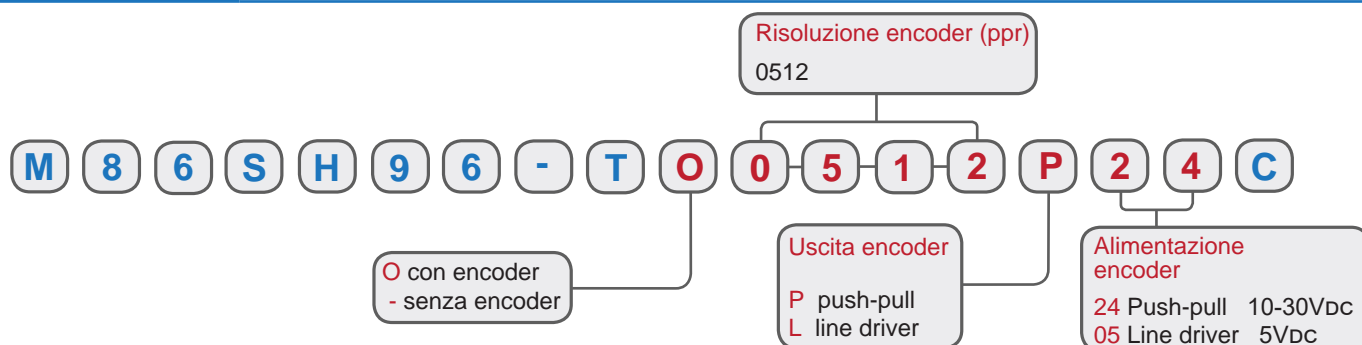 Risoluzione encoder (ppr)
0512
M 8 6 S H 9 6 - T O 0 5 1 2 P 2 4 C
O con encoder
- senza encoder
Uscita encoder
P push-pull
L line driver
Alimentazione
encoder
24 Push-pull 10-30VDC
05 Line driver 5VDC